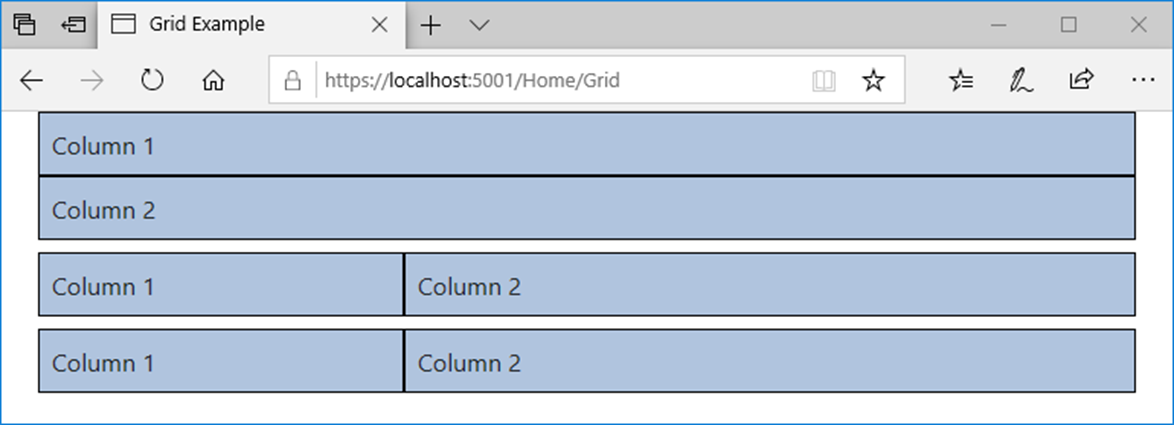 Grid Example
https://localhost:5001/Home/Grid
Column 1
Column 2
Column 1 Column 2
Column 1 Column 2